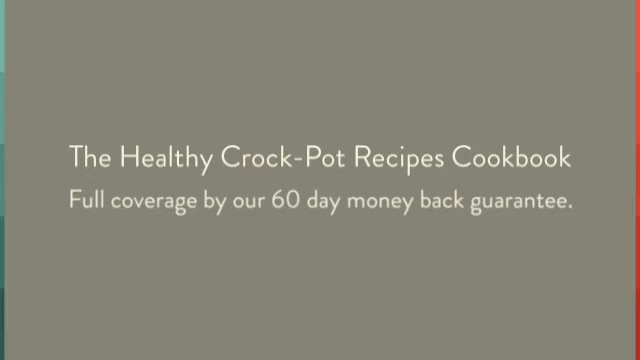 The Healthy Crock-Pot Recipes Cookbook
Full coverage by our 60 day money back guarantee.